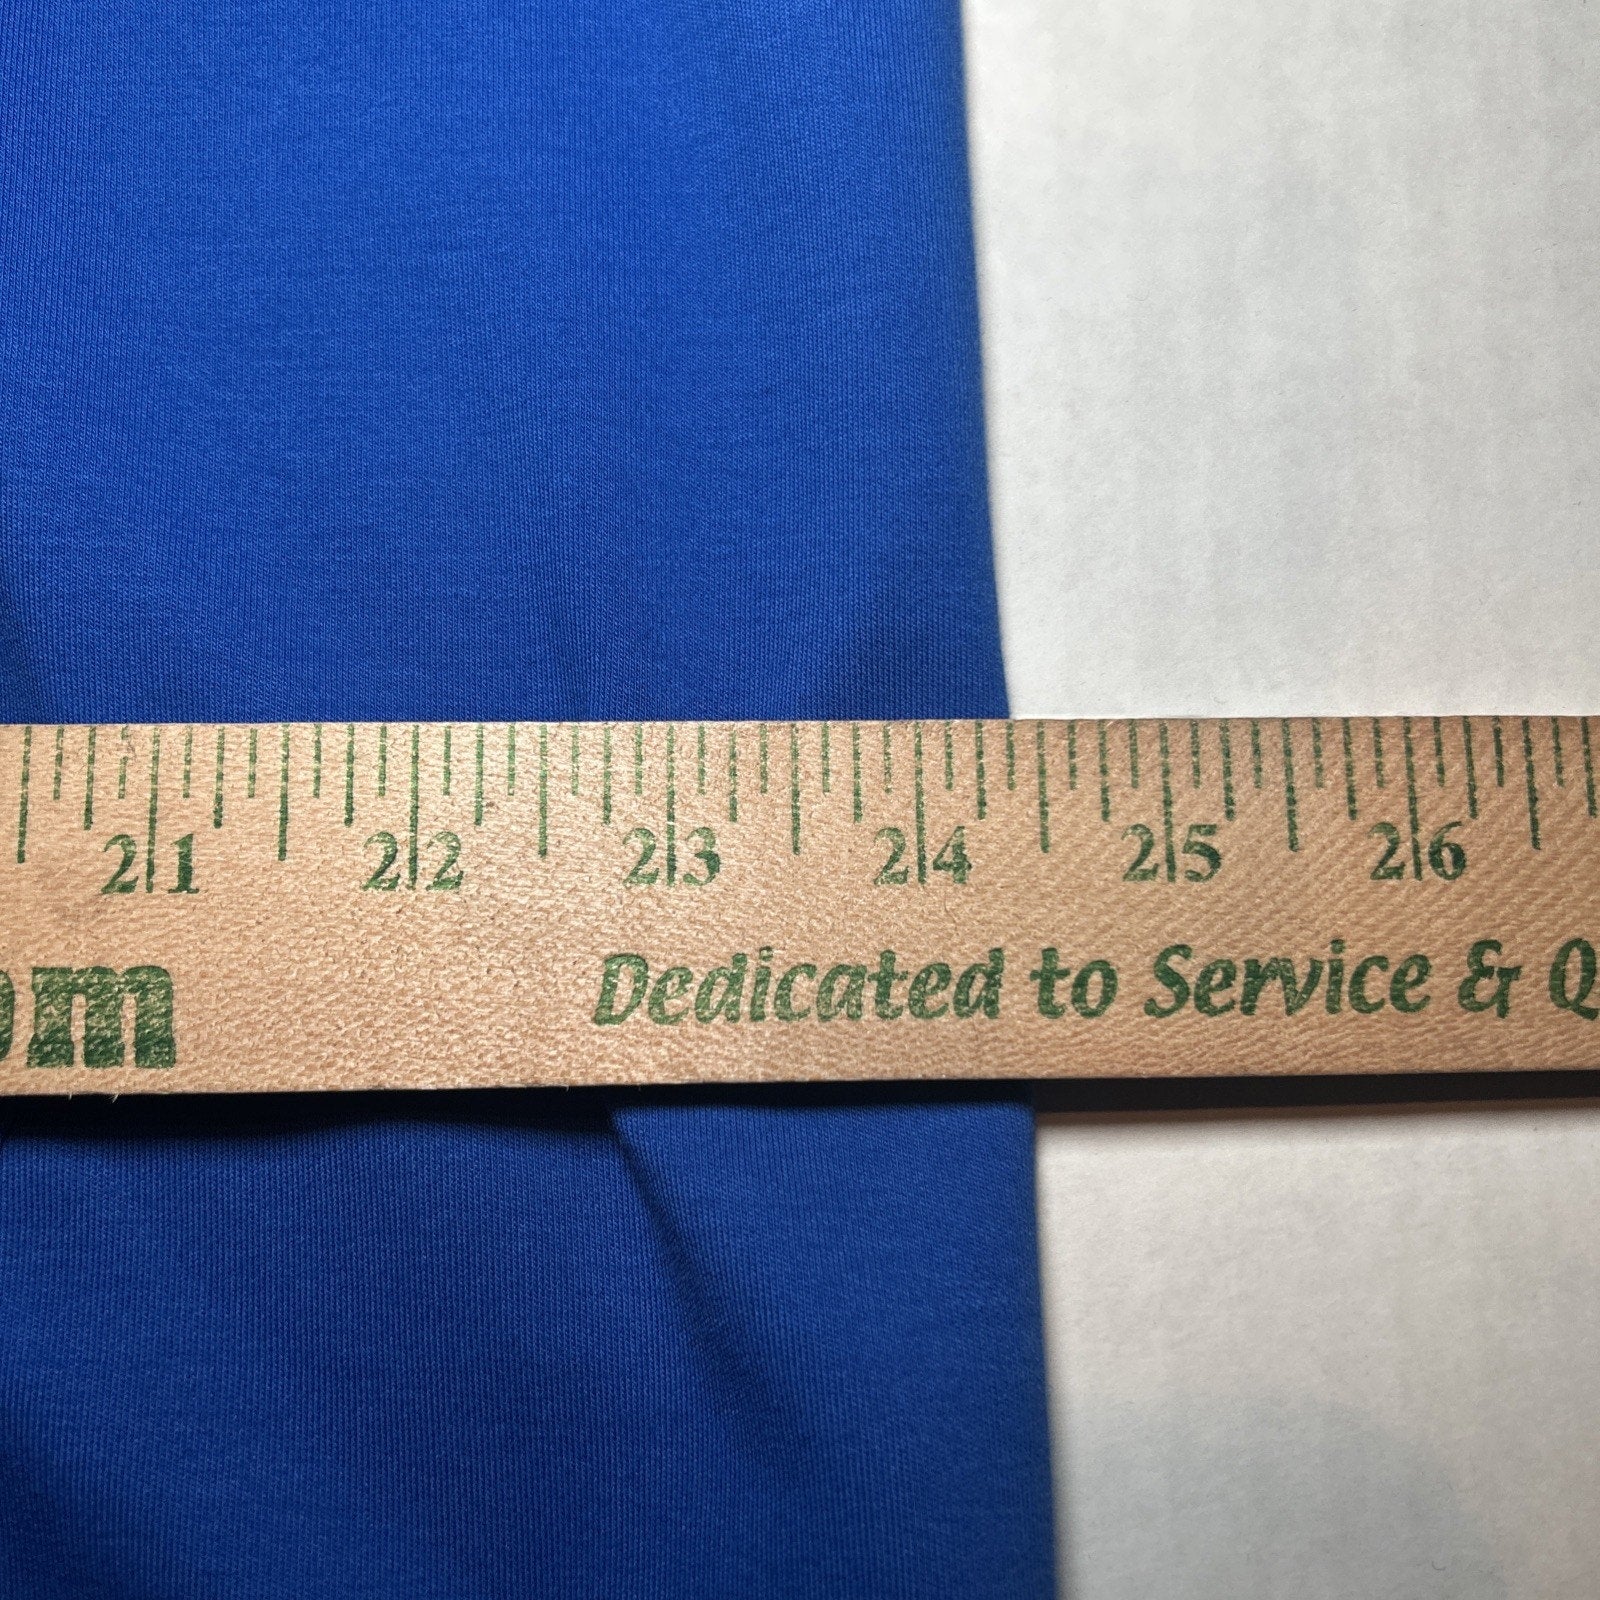 21 22 23 24 25 26
om Dedicated to Service & Q